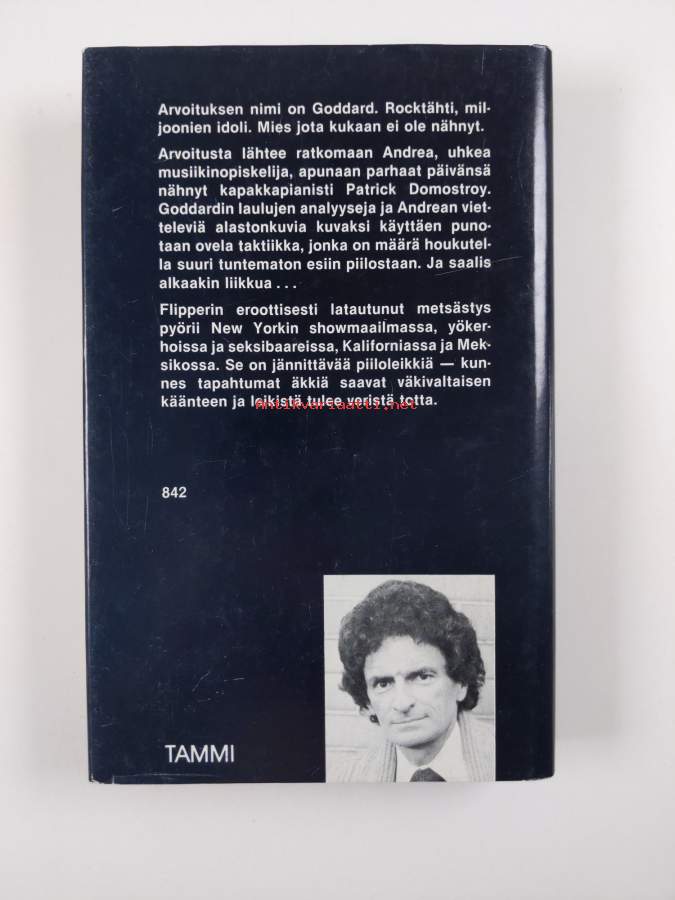 Arvoituksen nimi on Goddard. Rocktähti, mil-
joonien idoli. Mies jota kukaan ei ole nähnyt.
Arvoitusta lähtee ratkomaan Andrea, uhkea
musiikinopiskelija, apunaan parhaat päivänsä
nähnyt kapakkapianisti Patrick Domostroy.
Goddardin laulujen analyysejä ja Andrean viet-
televiä alastonkuvia kuvaksi käyttäen puno-
taan ovela taktiikka, jonka on määrä houkutel-
la suuri tuntematon esiin piilostaan. Ja saalis
alkaakin liikkua ...
Flipperin eroottisesti latautunut metsästys
pyörii New Yorkin showmaailmassa, yöker-
hoissa ja seksibaareissa, Kaliforniassa ja Mek-
sikossa. Se on jännittävää piiloleikkiä — kun-
nes tapahtumat äkkiä saavat väkivaltaisen
käänteen ja leikistä tulee veristä totta.
Antikvariaatti.net
842
TAMMI